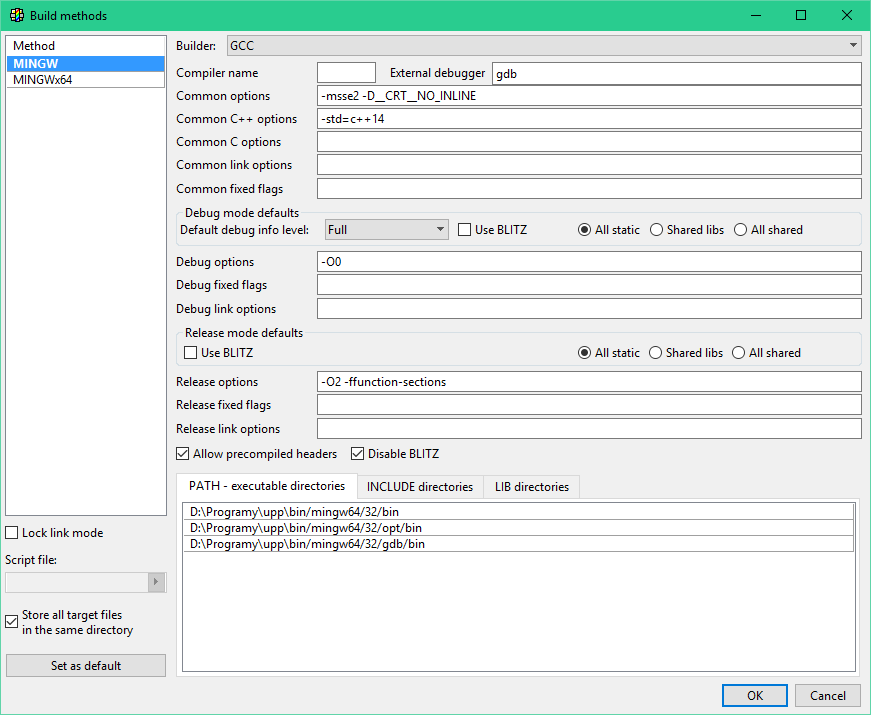 Build methods
Method
MINGW
MINGWx64
Builder: GCC
Compiler name External debugger gdb
Common options -msse2 -D__CRT__NO_INLINE
Common C++ options -std=c++14
Common C options
Common link options
Common fixed flags
Debug mode defaults
Default debug info level: Full Use BLITZ All static Shared libs All shared
Debug options -O0
Debug fixed flags
Debug link options
Release mode defaults
Use BLITZ All static Shared libs All shared
Release options -O2 -ffunction-sections
Release fixed flags
Release link options
Allow precompiled headers Disable BLITZ
PATH - executable directories INCLUDE directories LIB directories
D:\Programy\upp\bin/mingw64/32/bin
D:\Programy\upp\bin/mingw64/32/opt/bin
D:\Programy\upp\bin/mingw64/32/gdb/bin
Lock link mode
Script file:
Store all target files
in the same directory
Set as default
OK Cancel